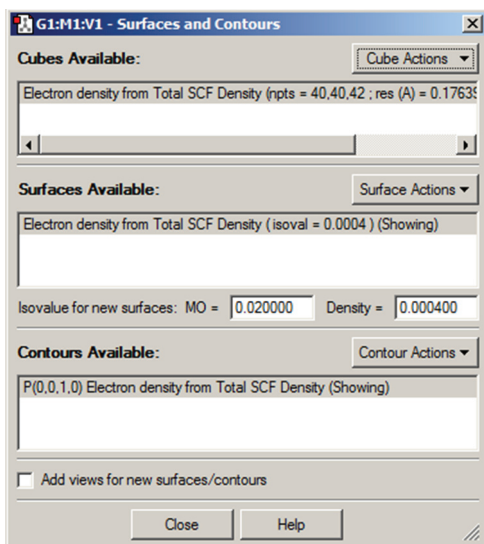 G1:M1:V1 - Surfaces and Contours
Cubes Available:
Cube Actions
Electron density from Total SCF Density (npts = 40,40,42 ; res (A) = 0.1763
Surfaces Available:
Surface Actions
Electron density from Total SCF Density ( isoval = 0.0004 ) (Showing)
Isovalue for new surfaces: MO = 0.020000 Density = 0.000400
Contours Available:
Contour Actions
P(0,0,1,0) Electron density from Total SCF Density (Showing)
Add views for new surfaces/contours
Close Help